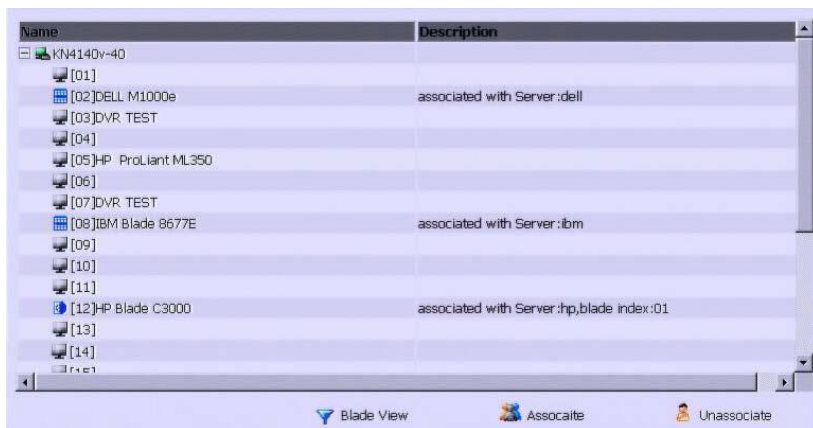 Name Description
KN4140v-40
[01]
[02]DELL M1000e associated with Server:dell
[03]DVR TEST
[04]
[05]HP ProLiant ML350
[06]
[07]DVR TEST
[08]IBM Blade 8677E associated with Server:ibm
[09]
[10]
[11]
[12]HP Blade C3000 associated with Server:hp,blade index:01
[13]
[14]
[15]
Blade View Assocaite Unassociate